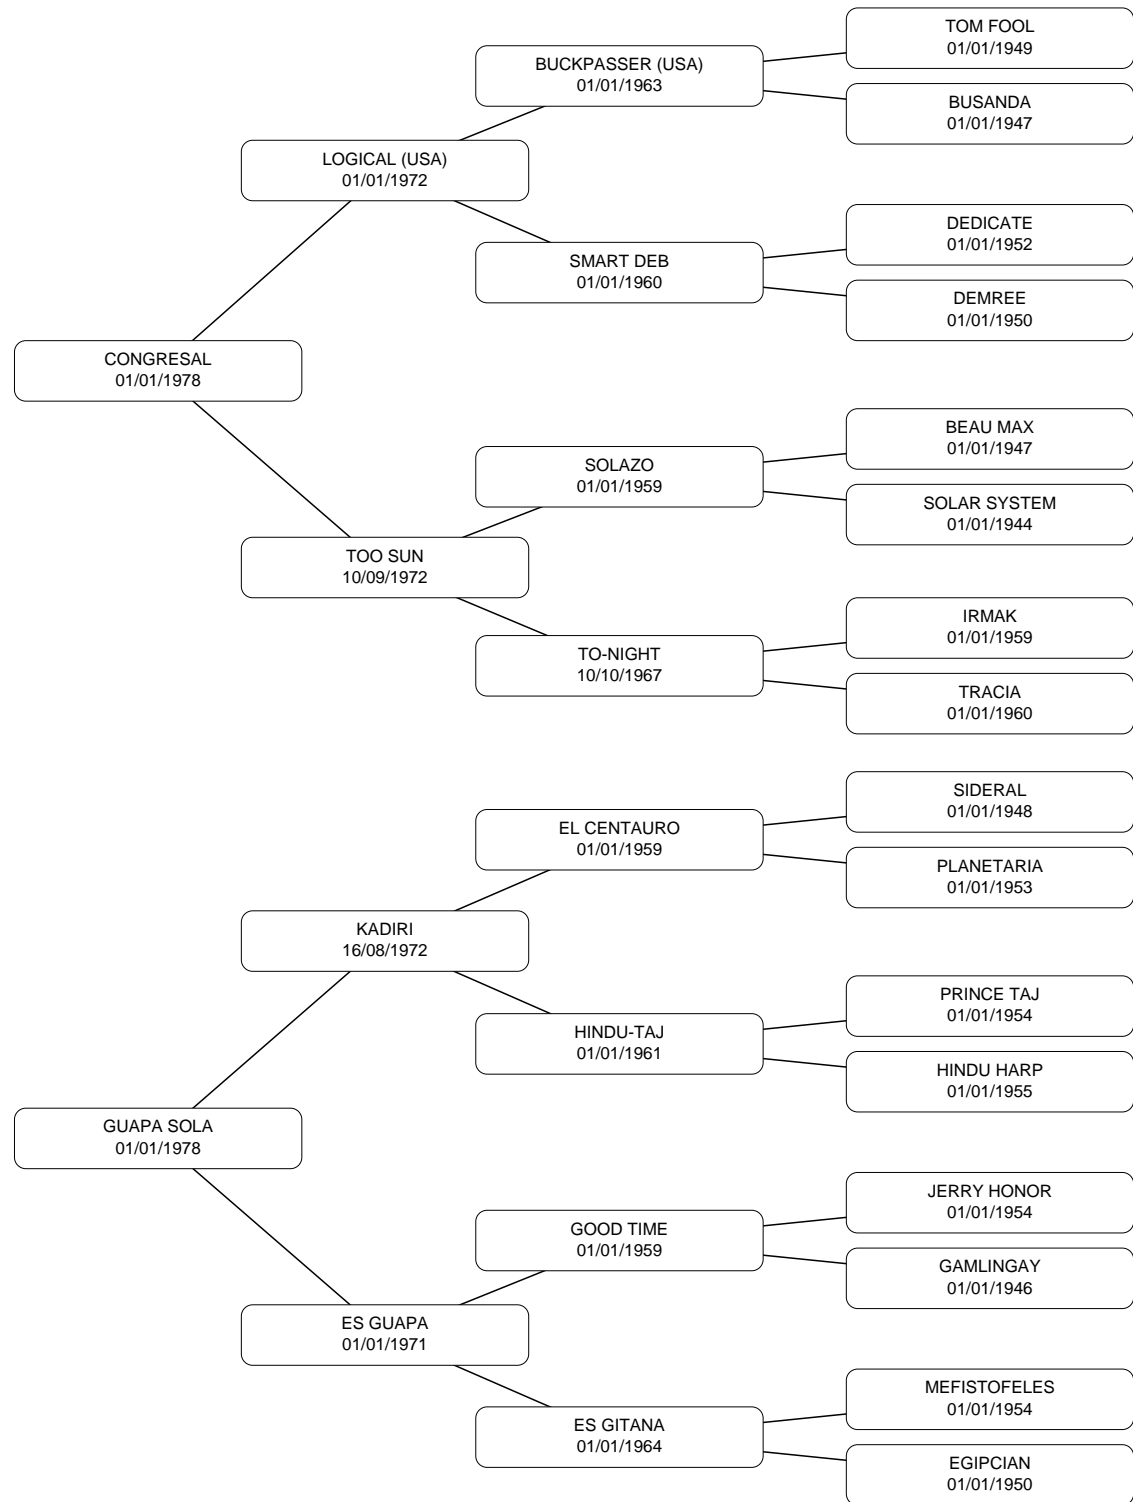 TOM FOOL
01/01/1949
BUCKPASSER (USA)
01/01/1963
BUSANDA
01/01/1947
LOGICAL (USA)
01/01/1972
DEDICATE
01/01/1952
SMART DEB
01/01/1960
DEMREE
01/01/1950
CONGRESAL
01/01/1978
BEAU MAX
01/01/1947
SOLAZO
01/01/1959
SOLAR SYSTEM
01/01/1944
TOO SUN
10/09/1972
IRMAK
01/01/1959
TO-NIGHT
10/10/1967
TRACIA
01/01/1960
SIDERAL
01/01/1948
EL CENTAURO
01/01/1959
PLANETARIA
01/01/1953
KADIRI
16/08/1972
PRINCE TAJ
01/01/1954
HINDU-TAJ
01/01/1961
HINDU HARP
01/01/1955
GUAPA SOLA
01/01/1978
JERRY HONOR
01/01/1954
GOOD TIME
01/01/1959
GAMLINGAY
01/01/1946
ES GUAPA
01/01/1971
MEFISTOFELES
01/01/1954
ES GITANA
01/01/1964
EGIPCIAN
01/01/1950